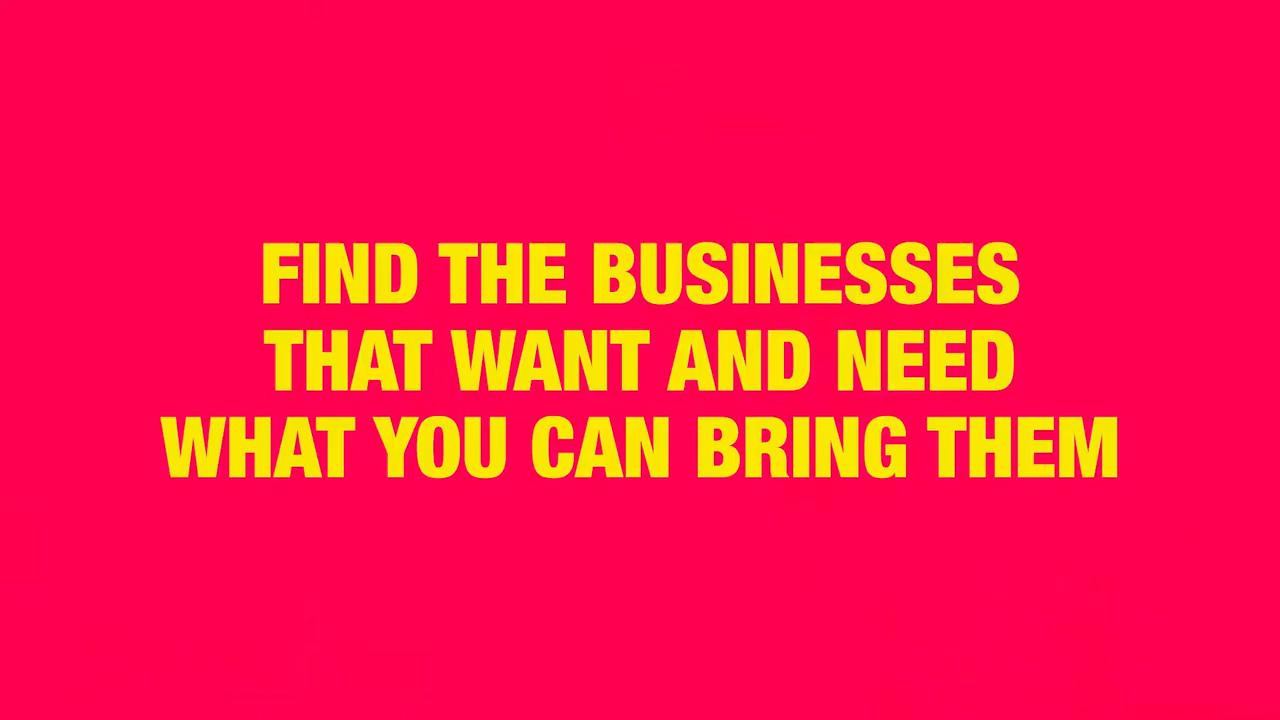 FIND THE BUSINESSES
THAT WANT AND NEED
WHAT YOU CAN BRING THEM